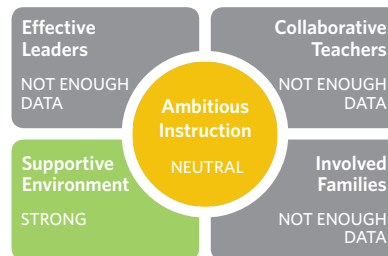 Effective
Leaders
NOT ENOUGH
DATA
Collaborative
Teachers
NOT ENOUGH
DATA
Ambitious
Instruction
NEUTRAL
Supportive
Environment
STRONG
Involved
Families
NOT ENOUGH
DATA